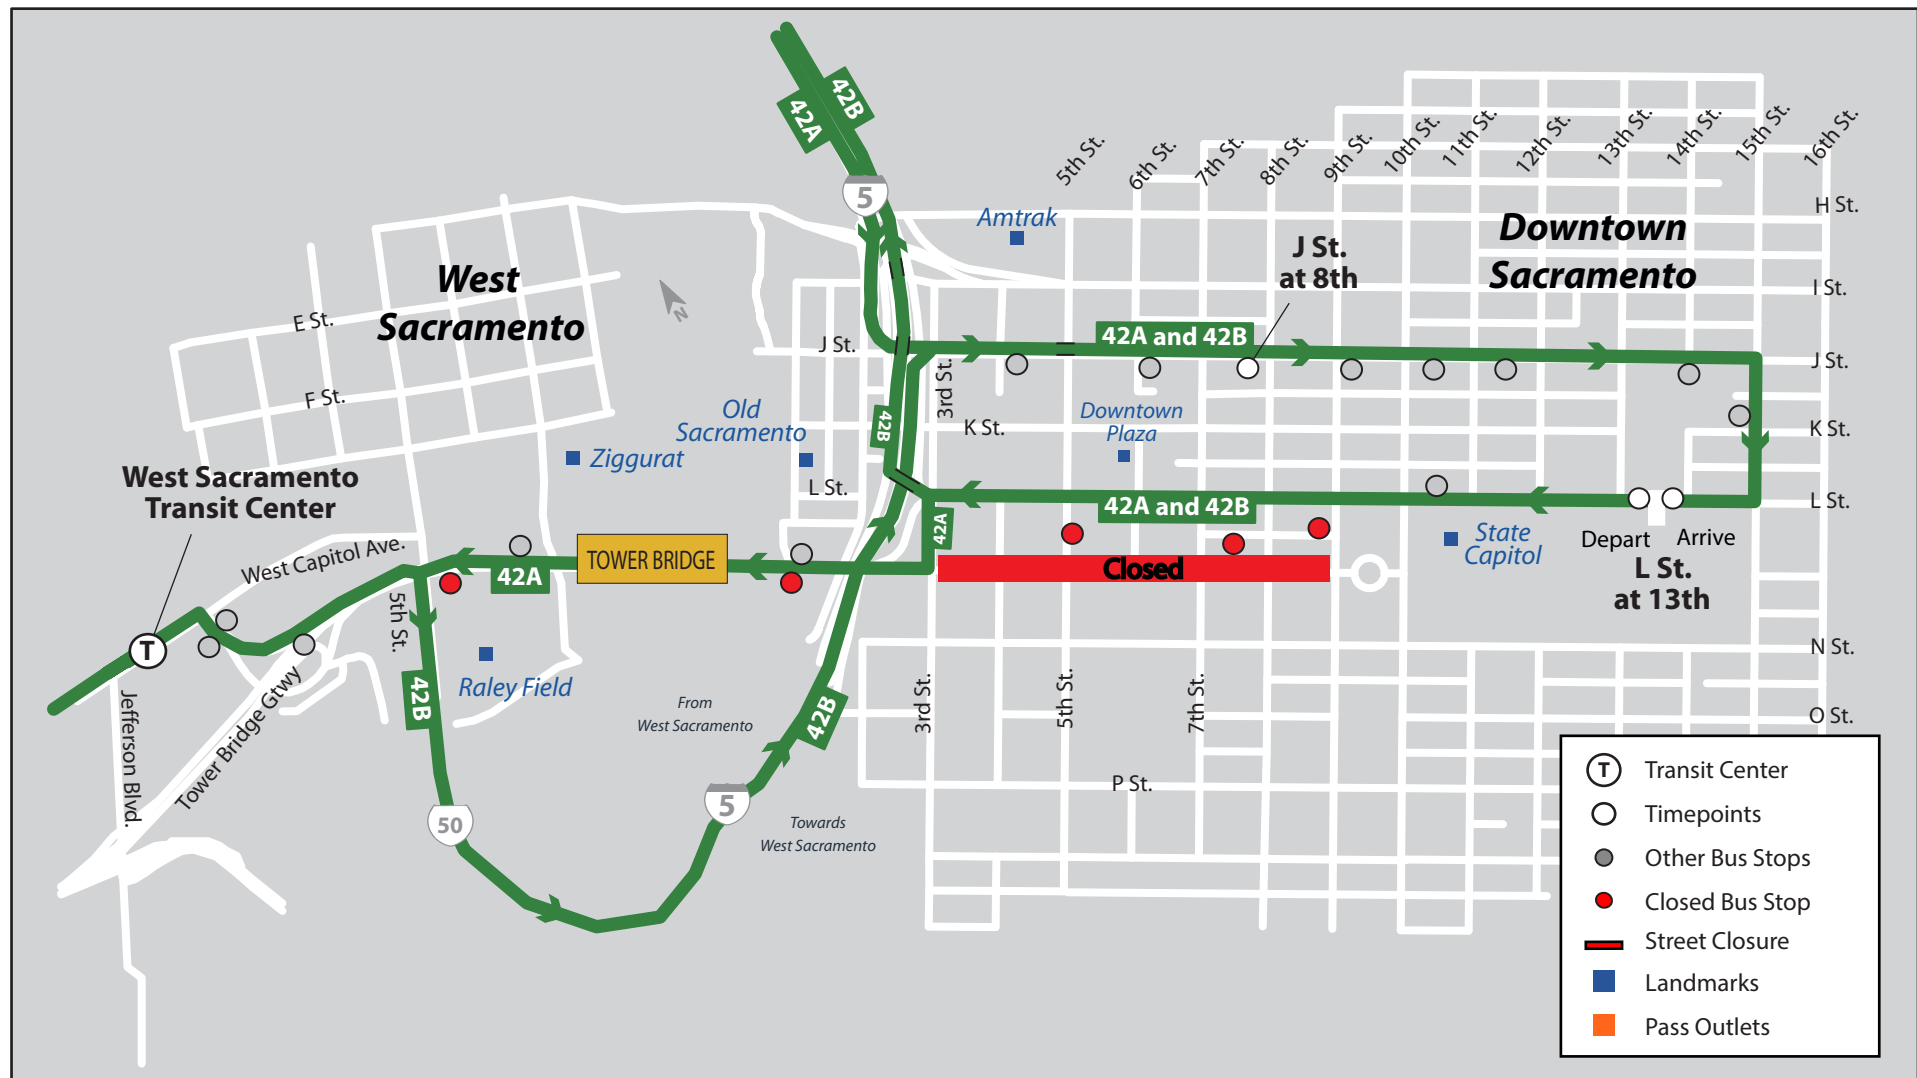 42B
42A
5
5th St.
6th St.
7th St.
8th St.
9th St.
10th St.
11th St.
12th St.
13th St.
14th St.
15th St.
16th St.
H St.
Amtrak
Downtown
Sacramento
J St.
at 8th
West
Sacramento
N
I St.
E St.
J St.
42A and 42B
J St.
3rd St.
F St.
Old
Sacramento
42B
K St.
Downtown
Plaza
K St.
Ziggurat
West Sacramento
Transit Center
L St.
42A and 42B
L St.
42A
State
Capitol
Depart
Arrive
West Capitol Ave.
TOWER BRIDGE
42A
Closed
L St.
at 13th
5th St.
T
N St.
Raley Field
42B
Jefferson Blvd.
Tower Bridge Gtwy
From
West Sacramento
42B
3rd St.
5th St.
7th St.
O St.
P St.
5
50
Towards
West Sacramento
T Transit Center
Timepoints
Other Bus Stops
Closed Bus Stop
Street Closure
Landmarks
Pass Outlets